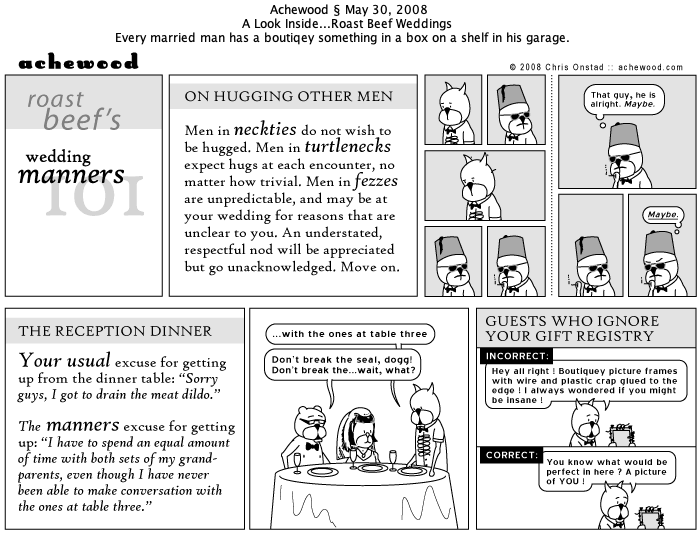 Achewood § May 30, 2008
A Look Inside...Roast Beef Weddings
Every married man has a boutiqey something in a box on a shelf in his garage.
achewood
© 2008 Chris Onstad :: achewood.com
roast
beef's
wedding
manners
101
ON HUGGING OTHER MEN
Men in neckties do not wish to
be hugged. Men in turtlenecks
expect hugs at each encounter, no
matter how trivial. Men in fezzes
are unpredictable, and may be at
your wedding for reasons that are
unclear to you. An understated,
respectful nod will be appreciated
but go unacknowledged. Move on.
That guy, he is
alright. Maybe.
Maybe.
THE RECEPTION DINNER
Your usual excuse for getting
up from the dinner table: "Sorry
guys, I got to drain the meat dildo."
The manners excuse for getting
up: "I have to spend an equal amount
of time with both sets of my grand-
parents, even though I have never
been able to make conversation with
the ones at table three."
...with the ones at table three
Don't break the seal, dogg!
Don't break the...wait, what?
GUESTS WHO IGNORE
YOUR GIFT REGISTRY
INCORRECT:
Hey all right ! Boutiquey picture frames
with wire and plastic crap glued to the
edge ! I always wondered if you might
be insane !
CORRECT:
You know what would be
perfect in here ? A picture
of YOU !